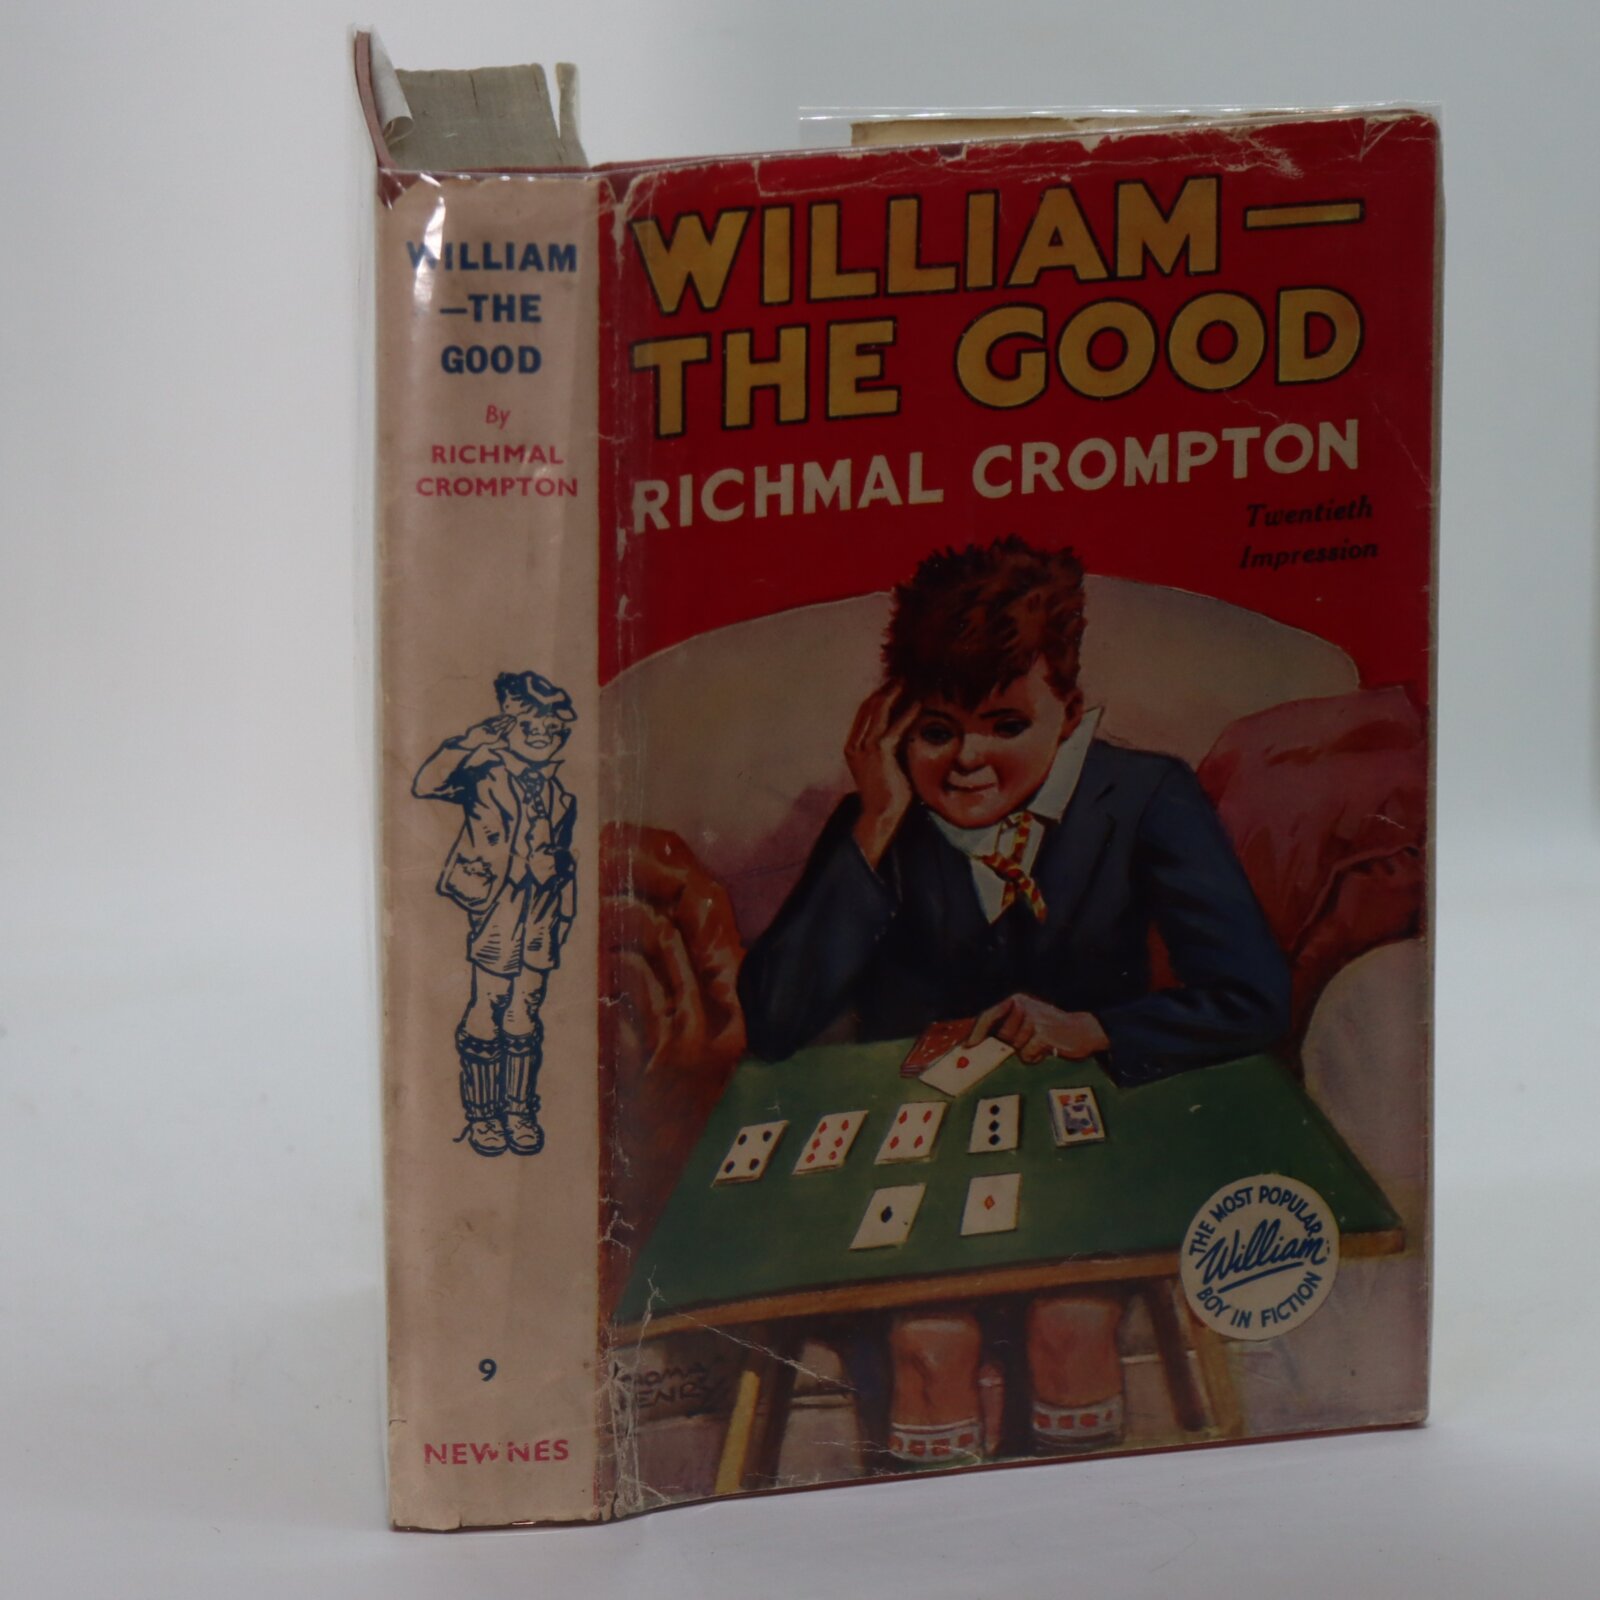 WILLIAM
—THE
GOOD
By
RICHMAL
CROMPTON
9
NEWNES
WILLIAM—
THE GOOD
RICHMAL CROMPTON
Twentieth
Impression
THE MOST POPULAR
William
BOY IN FICTION
HENRY